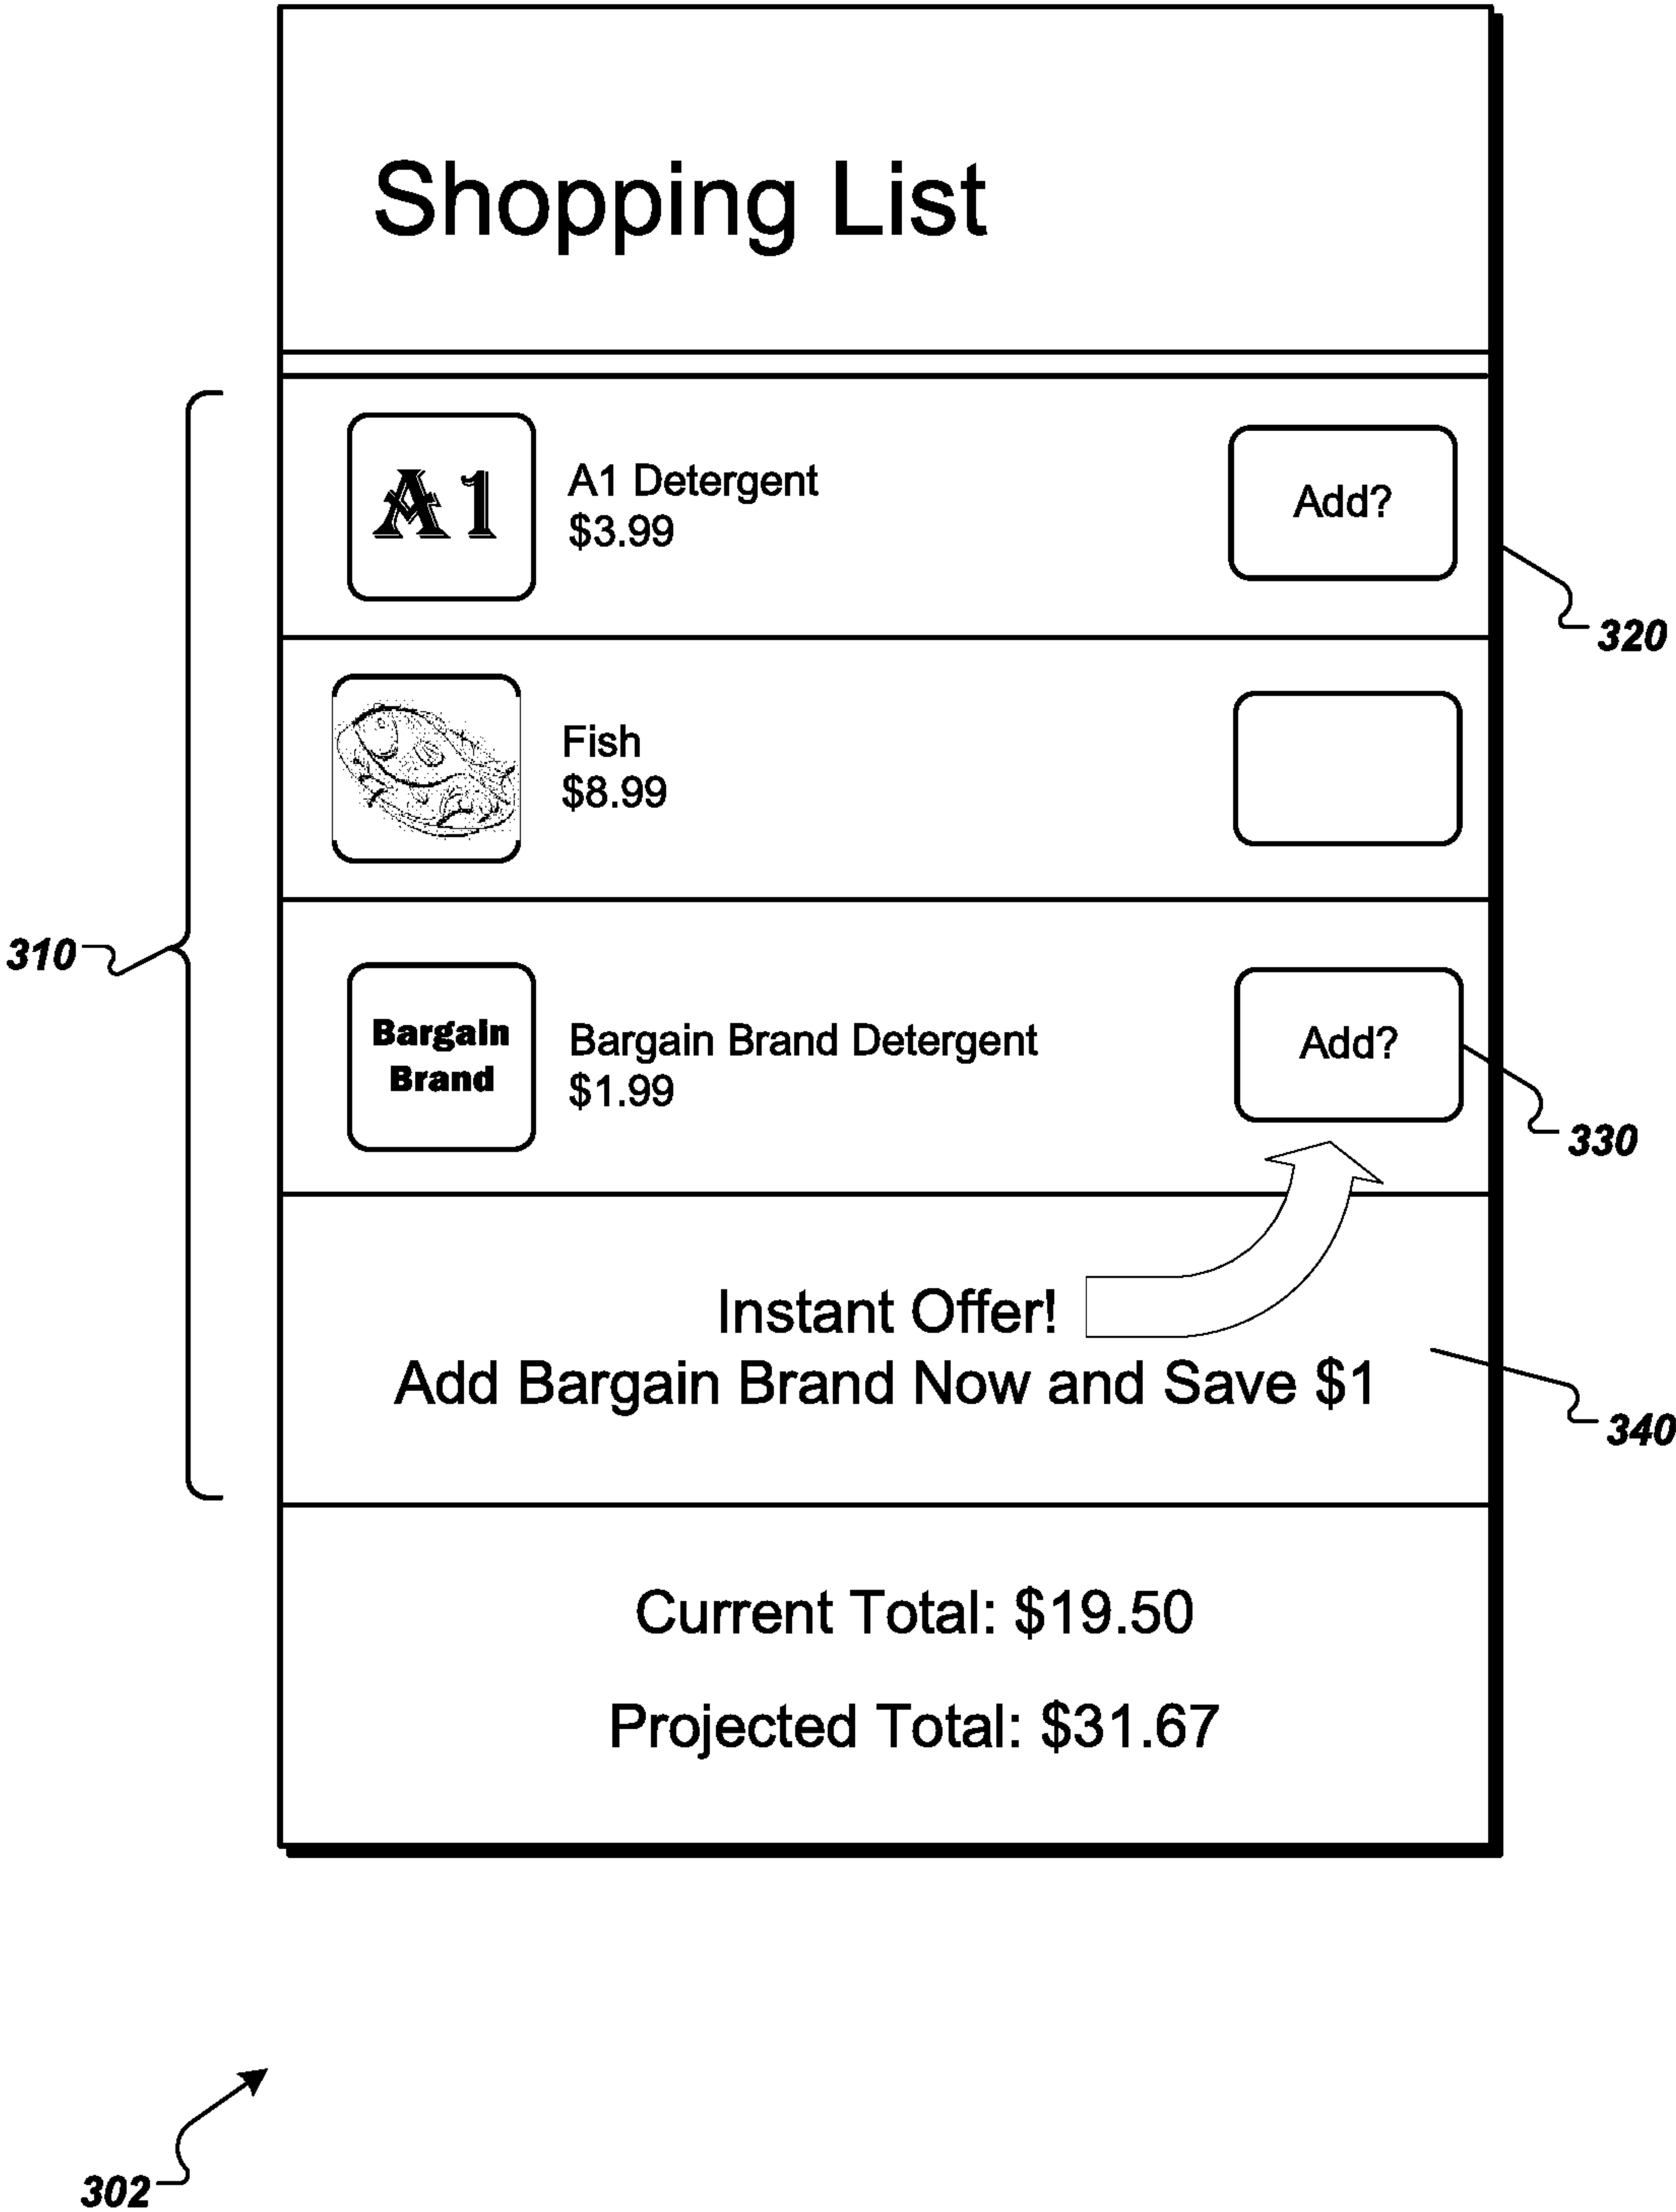 Shopping List
A1
A1 Detergent
$3.99
Add?
320
Fish
$8.99
310
Bargain
Brand
Bargain Brand Detergent
$1.99
Add?
330
Instant Offer!
Add Bargain Brand Now and Save $1
340
Current Total: $19.50
Projected Total: $31.67
302